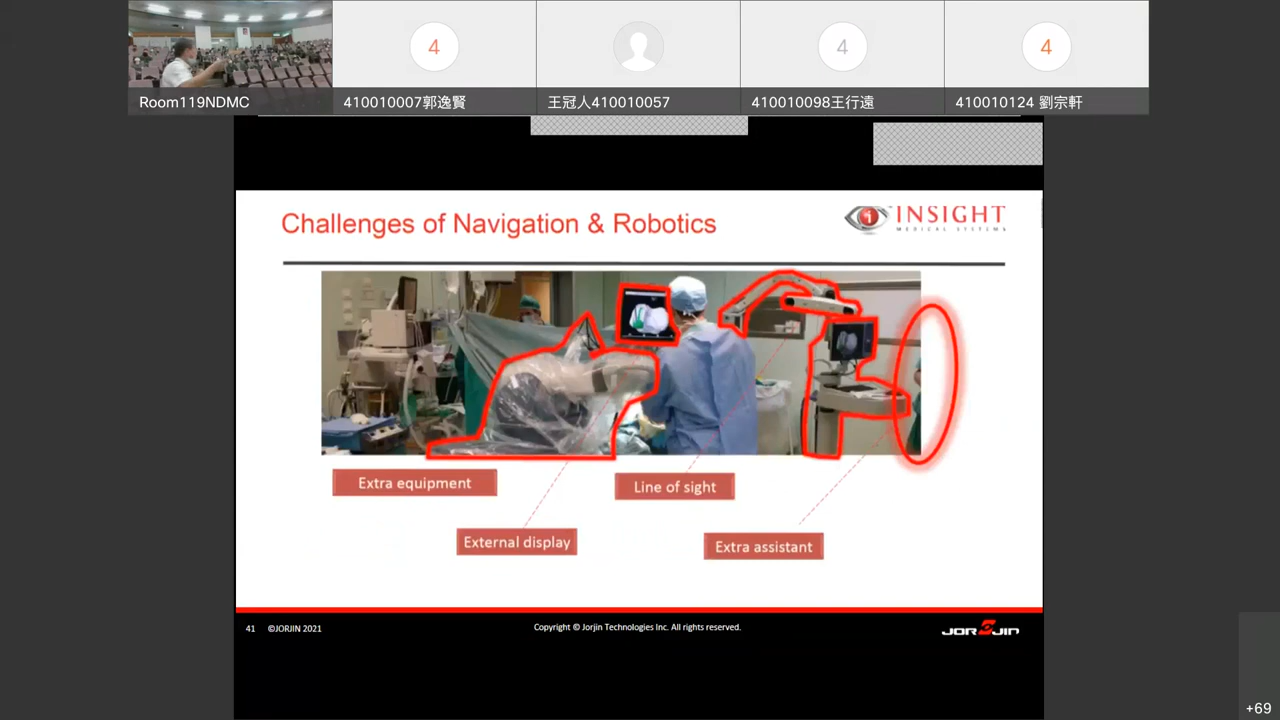 4
4
4
Room119NDMC
410010007郭逸賢
王冠人410010057
410010098王行遠
410010124 劉宗軒
Challenges of Navigation & Robotics
INSIGHT
MEDICAL SYSTEMS
Extra equipment
Line of sight
External display
Extra assistant
41 ©JORJIN 2021
Copyright © Jorjin Technologies Inc. All rights reserved.
JORJIN
+69